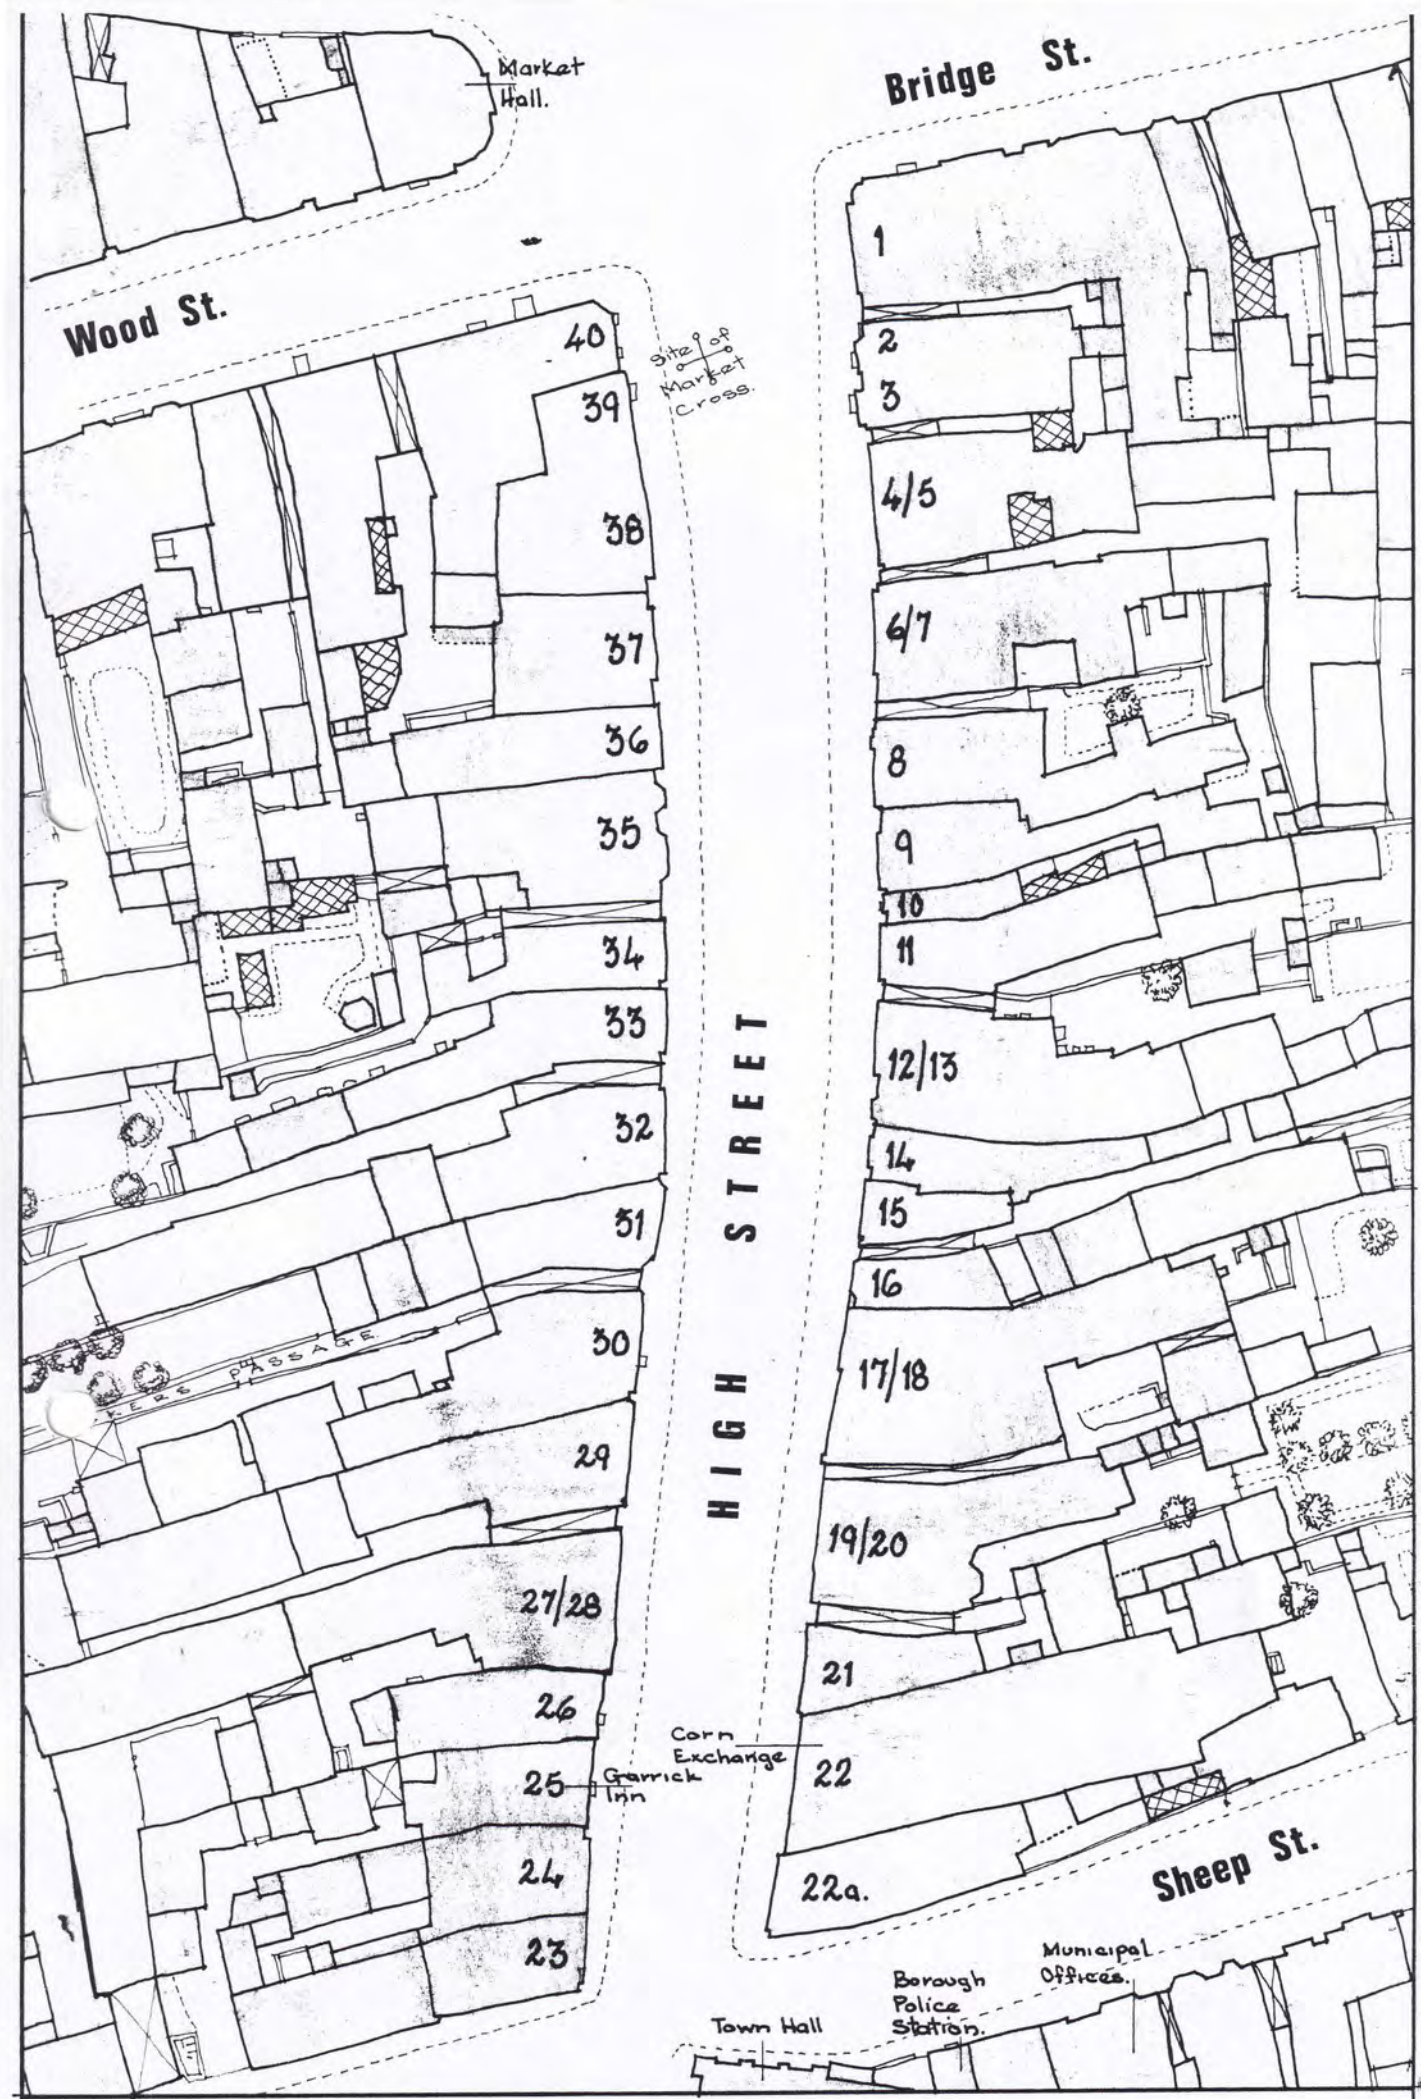 Market
Hall.
Bridge St.
Wood St.
Site of
Market
Cross.
40
39
38
37
36
35
34
33
32
31
30
29
27/28
26
25
24
23
1
2
3
4/5
6/7
8
9
10
11
12/13
14
15
16
17/18
19/20
21
22
22a.
HIGH STREET
KERS PASSAGE
Corn
Exchange
Garrick
Inn
Sheep St.
Municipal
Offices.
Borough
Police
Station.
Town Hall